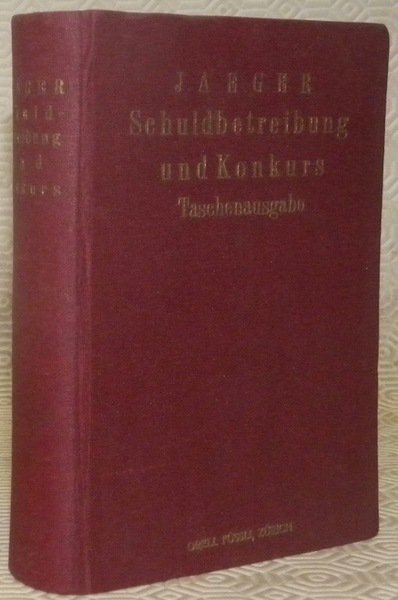 JAEGER
Schuldbetreibung
und Konkurs
Taschenausgabe
ORELL FÜSSLI, ZÜRICH